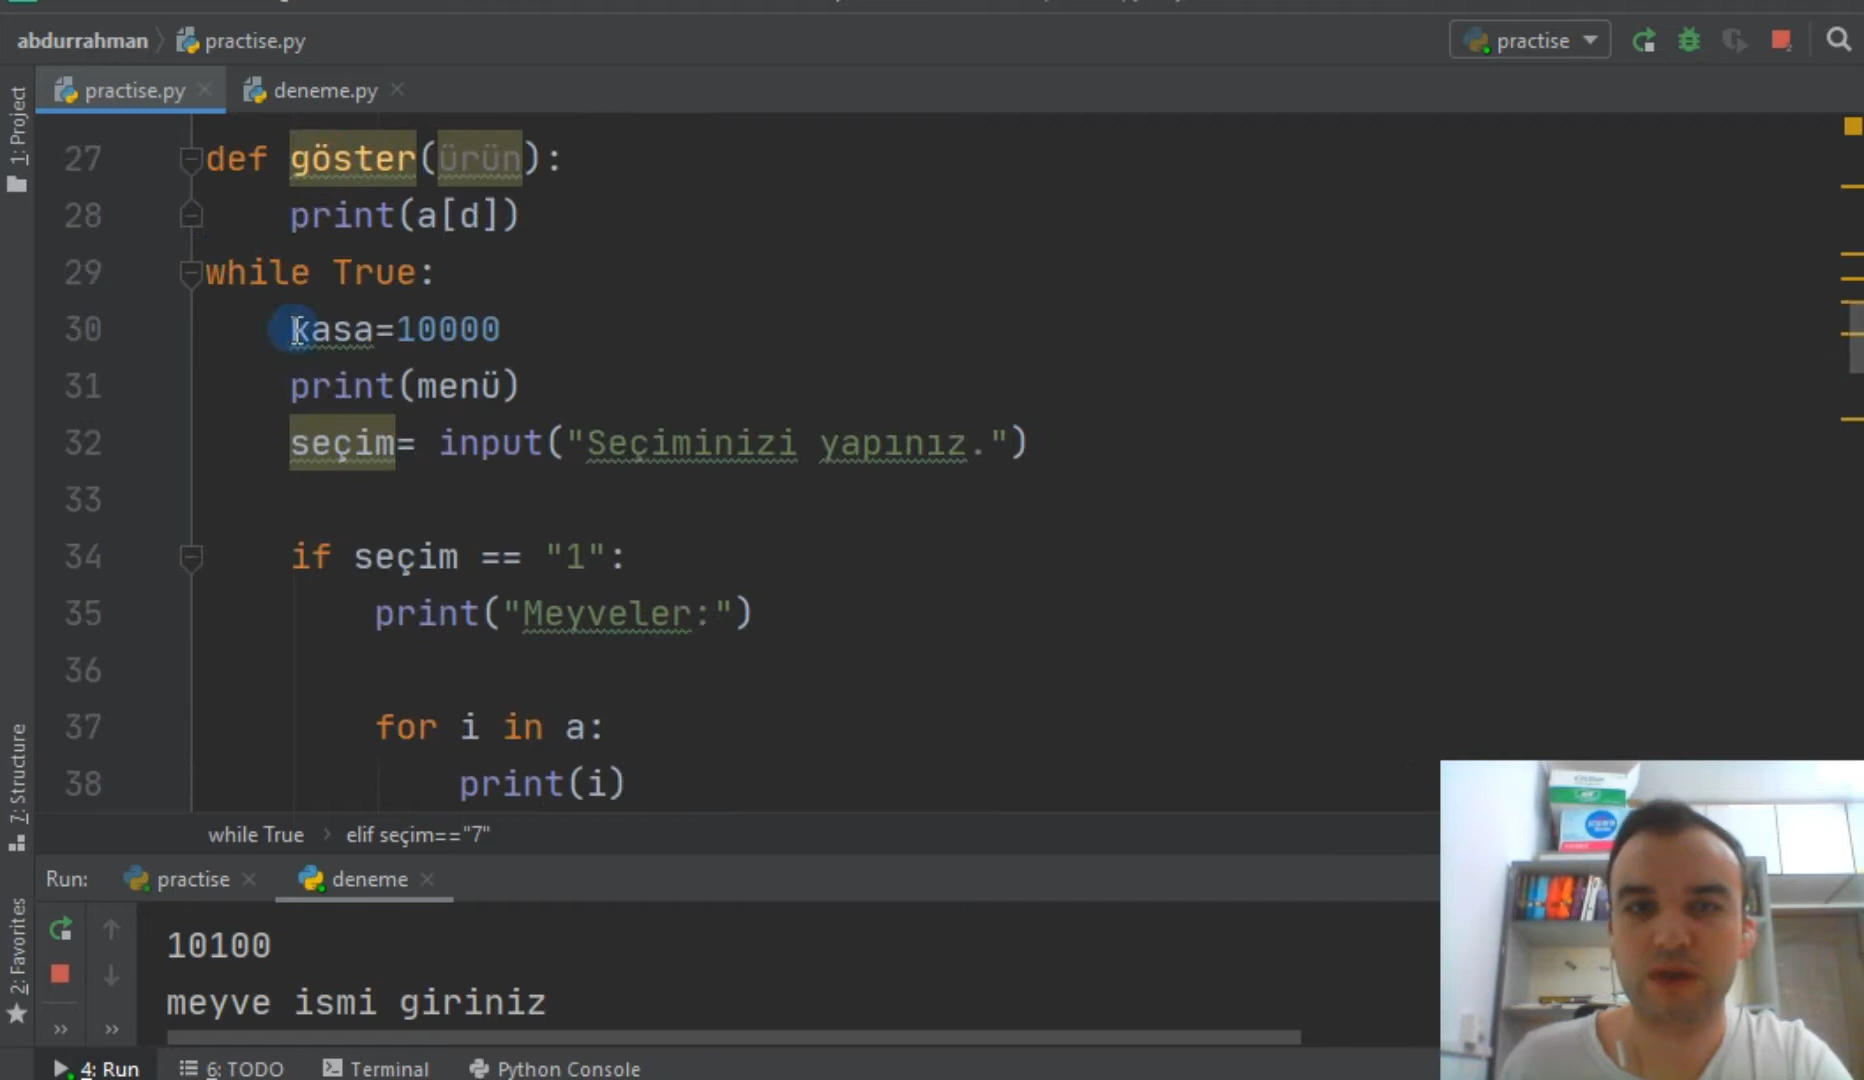 abdurrahman practise.py practise
practise.py deneme.py
1: Project
27 def göster(ürün):
28 print(a[d])
29 while True:
30 kasa=10000
31 print(menü)
32 seçim= input("Seçiminizi yapınız.")
33
34 if seçim == "1":
35 print("Meyveler:")
36
37 for i in a:
38 print(i)
7: Structure
while True elif seçim=="7"
Run: practise deneme
2: Favorites
10100
meyve ismi giriniz
4: Run 6: TODO Terminal Python Console